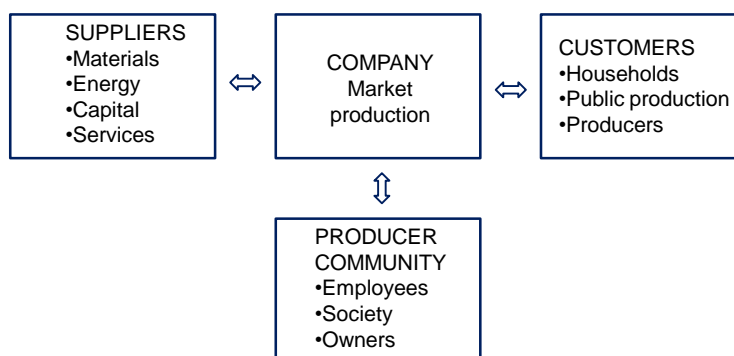 SUPPLIERS
•Materials
•Energy
•Capital
•Services
COMPANY
Market
production
CUSTOMERS
•Households
•Public production
•Producers
PRODUCER
COMMUNITY
•Employees
•Society
•Owners